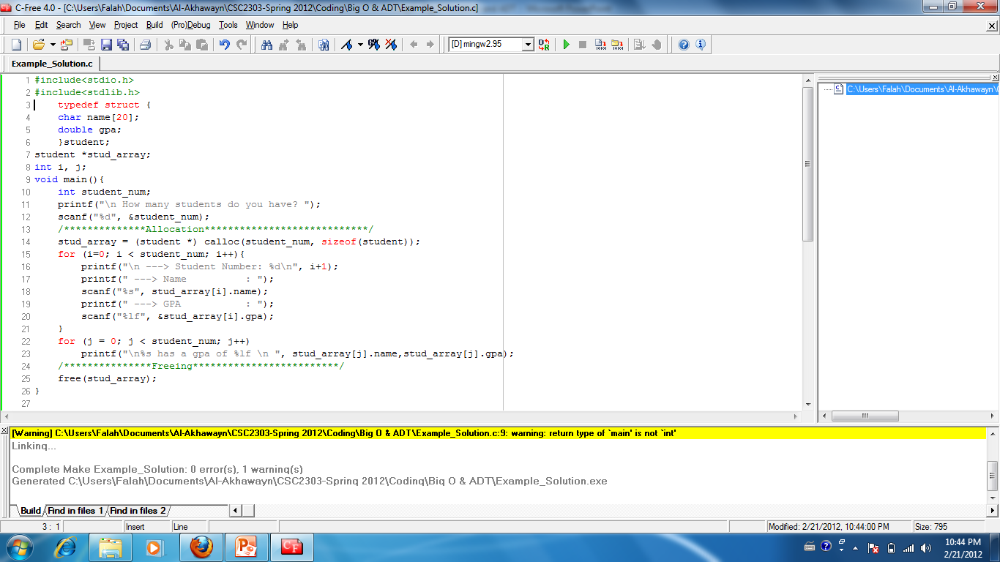 C-Free 4.0 - [C:\Users\Falah\Documents\Al-Akhawayn\CSC2303-Spring 2012\Coding\Big O & ADT\Example_Solution.c]
File Edit Search View Project Build (Pro)Debug Tools Window Help
[D] mingw2.95
Example_Solution.c
1 #include<stdio.h>
2 #include<stdlib.h>
3     typedef struct {
4     char name[20];
5     double gpa;
6     }student;
7 student *stud_array;
8 int i, j;
9 void main(){
10     int student_num;
11     printf("\n How many students do you have? ");
12     scanf("%d", &student_num);
13     /**************Allocation****************************/
14     stud_array = (student *) calloc(student_num, sizeof(student));
15     for (i=0; i < student_num; i++){
16         printf("\n ---> Student Number: %d\n", i+1);
17         printf(" ---> Name          : ");
18         scanf("%s", stud_array[i].name);
19         printf(" ---> GPA           : ");
20         scanf("%lf", &stud_array[i].gpa);
21     }
22     for (j = 0; j < student_num; j++)
23         printf("\n%s has a gpa of %lf \n ", stud_array[j].name,stud_array[j].gpa);
24     /***************Freeing*************************/
25     free(stud_array);
26 }
27
C:\Users\Falah\Documents\Al-Akhawayn\
[Warning] C:\Users\Falah\Documents\Al-Akhawayn\CSC2303-Spring 2012\Coding\Big O & ADT\Example_Solution.c:9: warning: return type of `main' is not `int'
Linking...
Complete Make Example_Solution: 0 error(s), 1 warning(s)
Generated C:\Users\Falah\Documents\Al-Akhawayn\CSC2303-Spring 2012\Coding\Big O & ADT\Example_Solution.exe
Build Find in files 1 Find in files 2
3 : 1 Insert Line Modified: 2/21/2012, 10:44:00 PM Size: 795
10:44 PM
2/21/2012